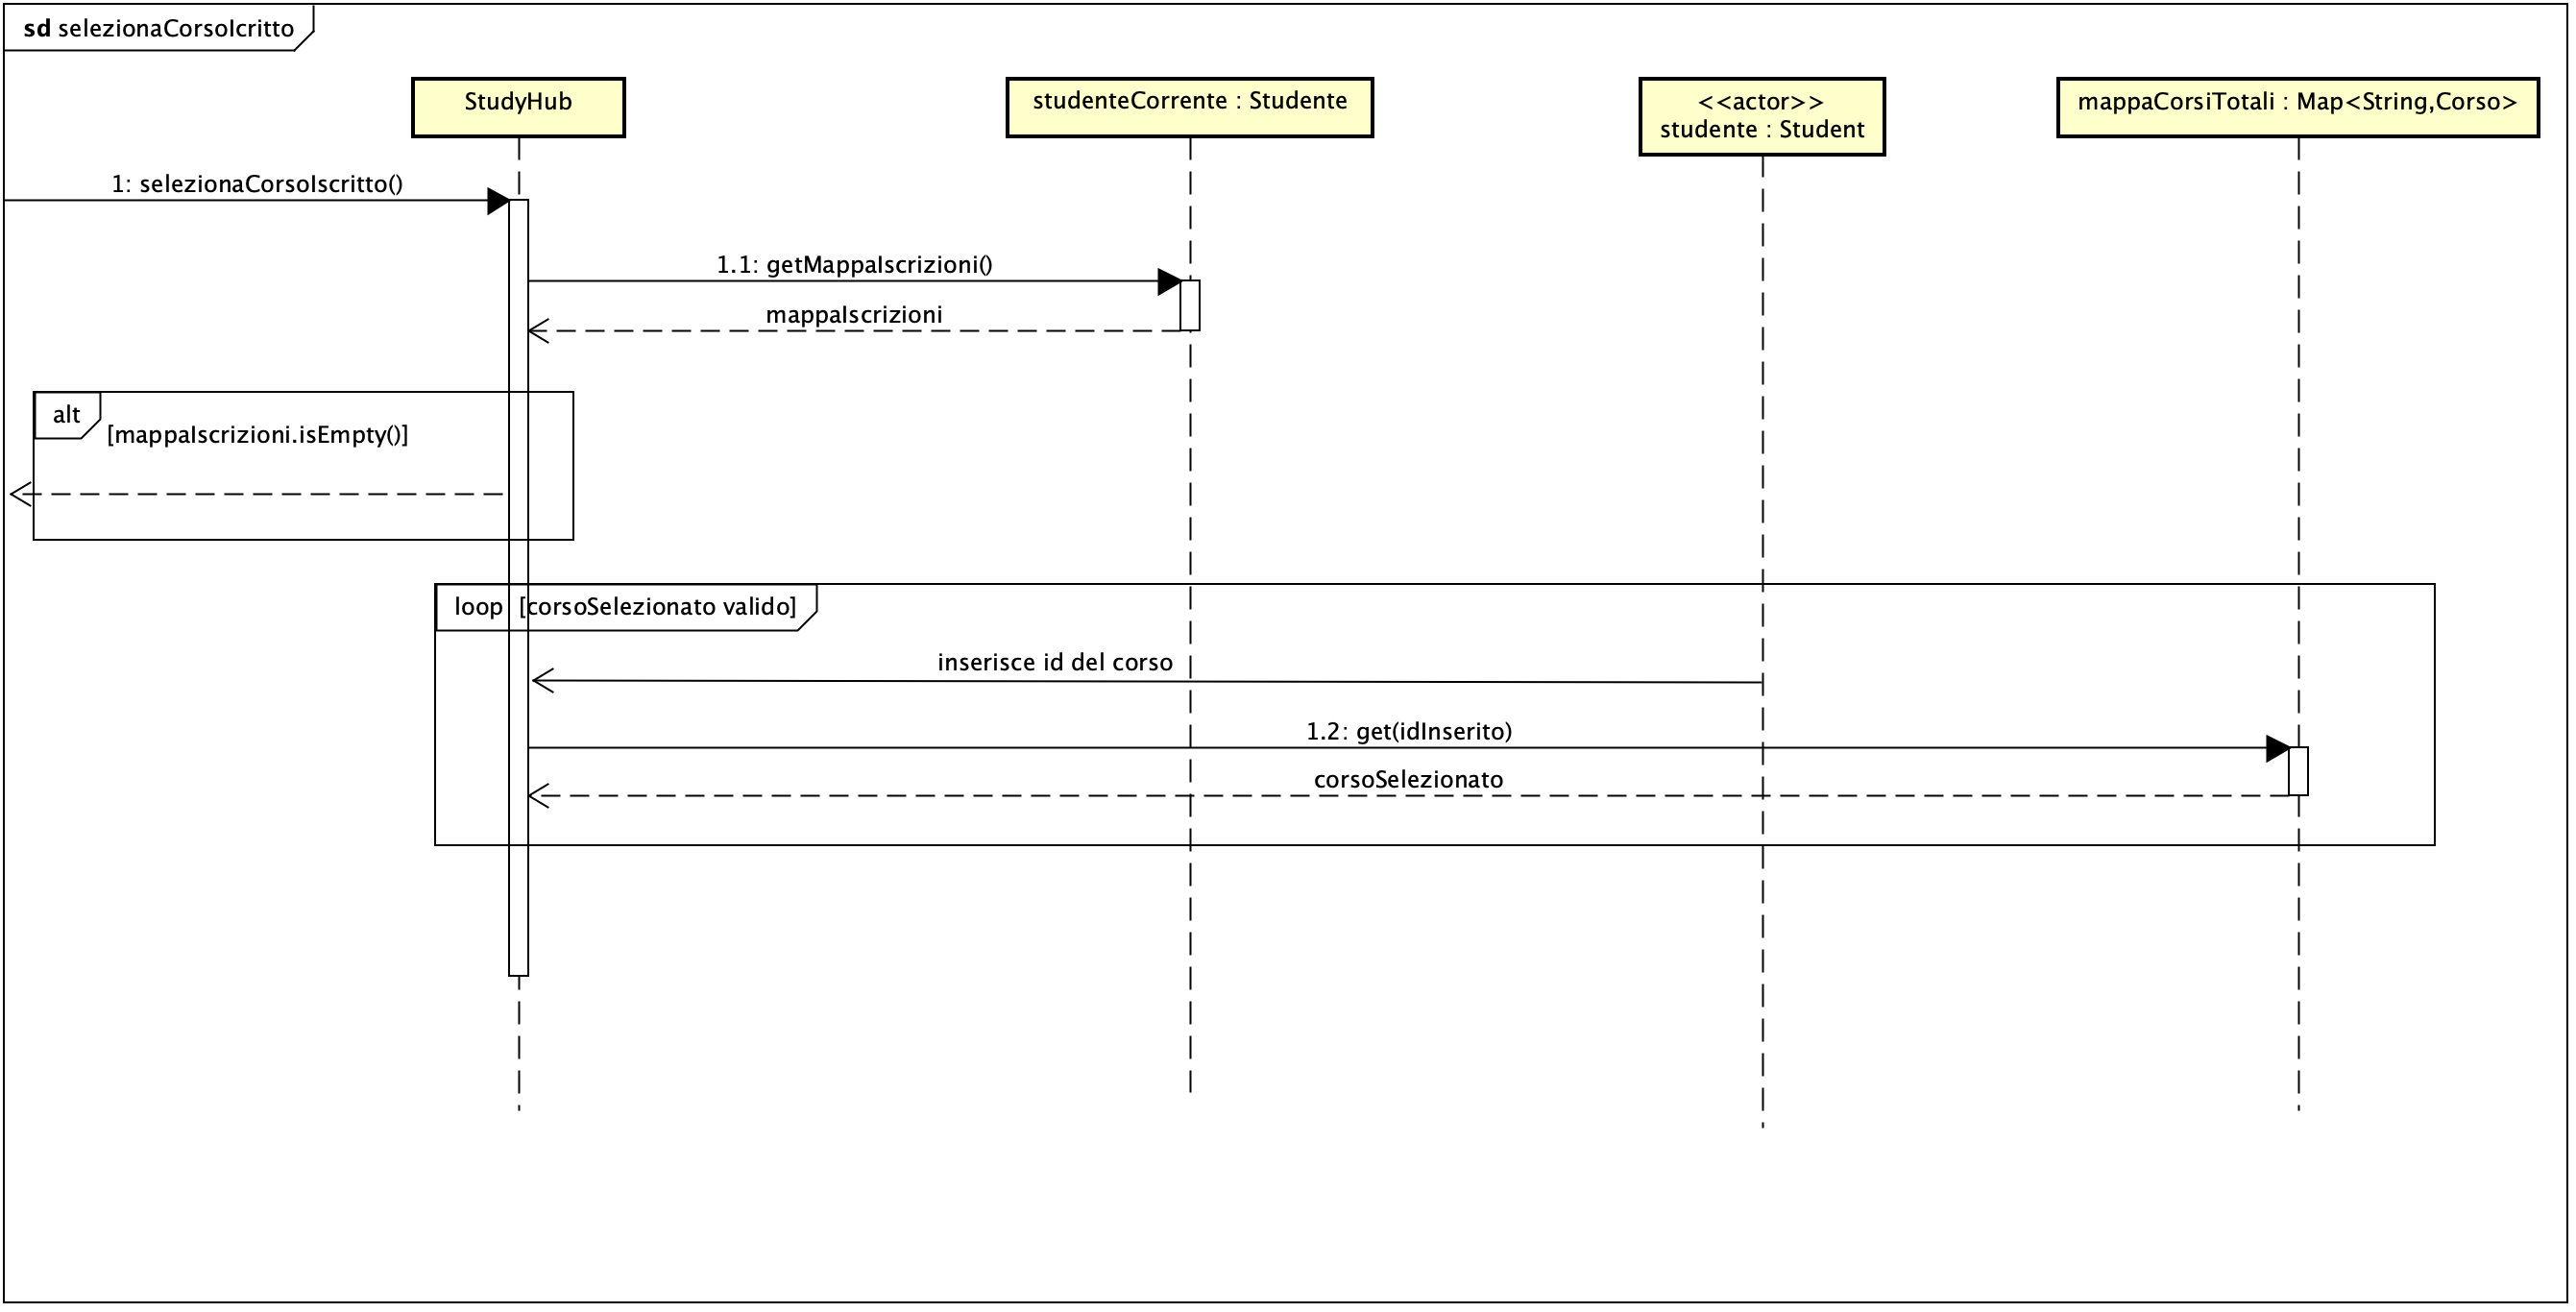 sd selezionaCorsoIcritto
StudyHub
studenteCorrente : Studente
<<actor>>
studente : Student
mappaCorsiTotali : Map<String,Corso>
1: selezionaCorsoIscritto()
1.1: getMappaIscrizioni()
mappaIscrizioni
alt
[mappaIscrizioni.isEmpty()]
loop [corsoSelezionato valido]
inserisce id del corso
1.2: get(idInserito)
corsoSelezionato